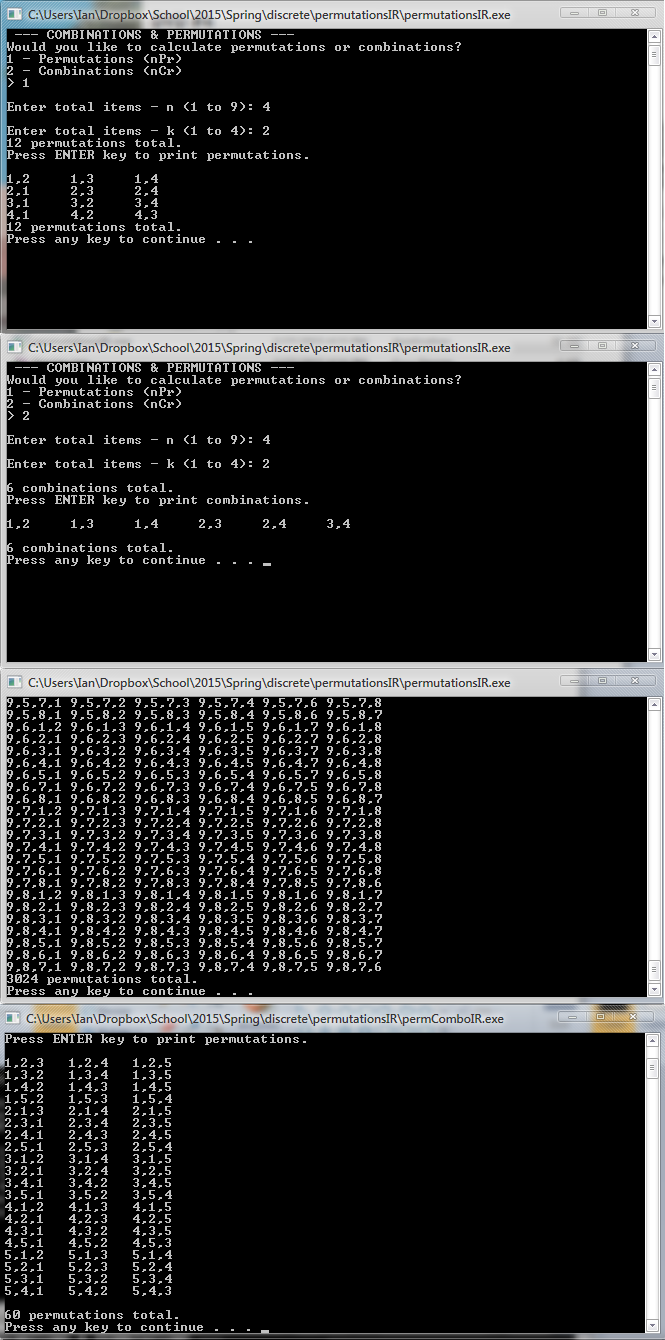 C:\Users\Ian\Dropbox\School\2015\Spring\discrete\permutationsIR\permutationsIR.exe
--- COMBINATIONS & PERMUTATIONS ---
Would you like to calculate permutations or combinations?
1 - Permutations (nPr)
2 - Combinations (nCr)
> 1
Enter total items - n (1 to 9): 4
Enter total items - k (1 to 4): 2
12 permutations total.
Press ENTER key to print permutations.
1,2 1,3 1,4
2,1 2,3 2,4
3,1 3,2 3,4
4,1 4,2 4,3
12 permutations total.
Press any key to continue . . .
C:\Users\Ian\Dropbox\School\2015\Spring\discrete\permutationsIR\permutationsIR.exe
--- COMBINATIONS & PERMUTATIONS ---
Would you like to calculate permutations or combinations?
1 - Permutations (nPr)
2 - Combinations (nCr)
> 2
Enter total items - n (1 to 9): 4
Enter total items - k (1 to 4): 2
6 combinations total.
Press ENTER key to print combinations.
1,2 1,3 1,4 2,3 2,4 3,4
6 combinations total.
Press any key to continue . . .
C:\Users\Ian\Dropbox\School\2015\Spring\discrete\permutationsIR\permutationsIR.exe
9,5,7,1 9,5,7,2 9,5,7,3 9,5,7,4 9,5,7,6 9,5,7,8
9,5,8,1 9,5,8,2 9,5,8,3 9,5,8,4 9,5,8,6 9,5,8,7
9,6,1,2 9,6,1,3 9,6,1,4 9,6,1,5 9,6,1,7 9,6,1,8
9,6,2,1 9,6,2,3 9,6,2,4 9,6,2,5 9,6,2,7 9,6,2,8
9,6,3,1 9,6,3,2 9,6,3,4 9,6,3,5 9,6,3,7 9,6,3,8
9,6,4,1 9,6,4,2 9,6,4,3 9,6,4,5 9,6,4,7 9,6,4,8
9,6,5,1 9,6,5,2 9,6,5,3 9,6,5,4 9,6,5,7 9,6,5,8
9,6,7,1 9,6,7,2 9,6,7,3 9,6,7,4 9,6,7,5 9,6,7,8
9,6,8,1 9,6,8,2 9,6,8,3 9,6,8,4 9,6,8,5 9,6,8,7
9,7,1,2 9,7,1,3 9,7,1,4 9,7,1,5 9,7,1,6 9,7,1,8
9,7,2,1 9,7,2,3 9,7,2,4 9,7,2,5 9,7,2,6 9,7,2,8
9,7,3,1 9,7,3,2 9,7,3,4 9,7,3,5 9,7,3,6 9,7,3,8
9,7,4,1 9,7,4,2 9,7,4,3 9,7,4,5 9,7,4,6 9,7,4,8
9,7,5,1 9,7,5,2 9,7,5,3 9,7,5,4 9,7,5,6 9,7,5,8
9,7,6,1 9,7,6,2 9,7,6,3 9,7,6,4 9,7,6,5 9,7,6,8
9,7,8,1 9,7,8,2 9,7,8,3 9,7,8,4 9,7,8,5 9,7,8,6
9,8,1,2 9,8,1,3 9,8,1,4 9,8,1,5 9,8,1,6 9,8,1,7
9,8,2,1 9,8,2,3 9,8,2,4 9,8,2,5 9,8,2,6 9,8,2,7
9,8,3,1 9,8,3,2 9,8,3,4 9,8,3,5 9,8,3,6 9,8,3,7
9,8,4,1 9,8,4,2 9,8,4,3 9,8,4,5 9,8,4,6 9,8,4,7
9,8,5,1 9,8,5,2 9,8,5,3 9,8,5,4 9,8,5,6 9,8,5,7
9,8,6,1 9,8,6,2 9,8,6,3 9,8,6,4 9,8,6,5 9,8,6,7
9,8,7,1 9,8,7,2 9,8,7,3 9,8,7,4 9,8,7,5 9,8,7,6
3024 permutations total.
Press any key to continue . . .
C:\Users\Ian\Dropbox\School\2015\Spring\discrete\permutationsIR\permComboIR.exe
Press ENTER key to print permutations.
1,2,3 1,2,4 1,2,5
1,3,2 1,3,4 1,3,5
1,4,2 1,4,3 1,4,5
1,5,2 1,5,3 1,5,4
2,1,3 2,1,4 2,1,5
2,3,1 2,3,4 2,3,5
2,4,1 2,4,3 2,4,5
2,5,1 2,5,3 2,5,4
3,1,2 3,1,4 3,1,5
3,2,1 3,2,4 3,2,5
3,4,1 3,4,2 3,4,5
3,5,1 3,5,2 3,5,4
4,1,2 4,1,3 4,1,5
4,2,1 4,2,3 4,2,5
4,3,1 4,3,2 4,3,5
4,5,1 4,5,2 4,5,3
5,1,2 5,1,3 5,1,4
5,2,1 5,2,3 5,2,4
5,3,1 5,3,2 5,3,4
5,4,1 5,4,2 5,4,3
60 permutations total.
Press any key to continue . . .